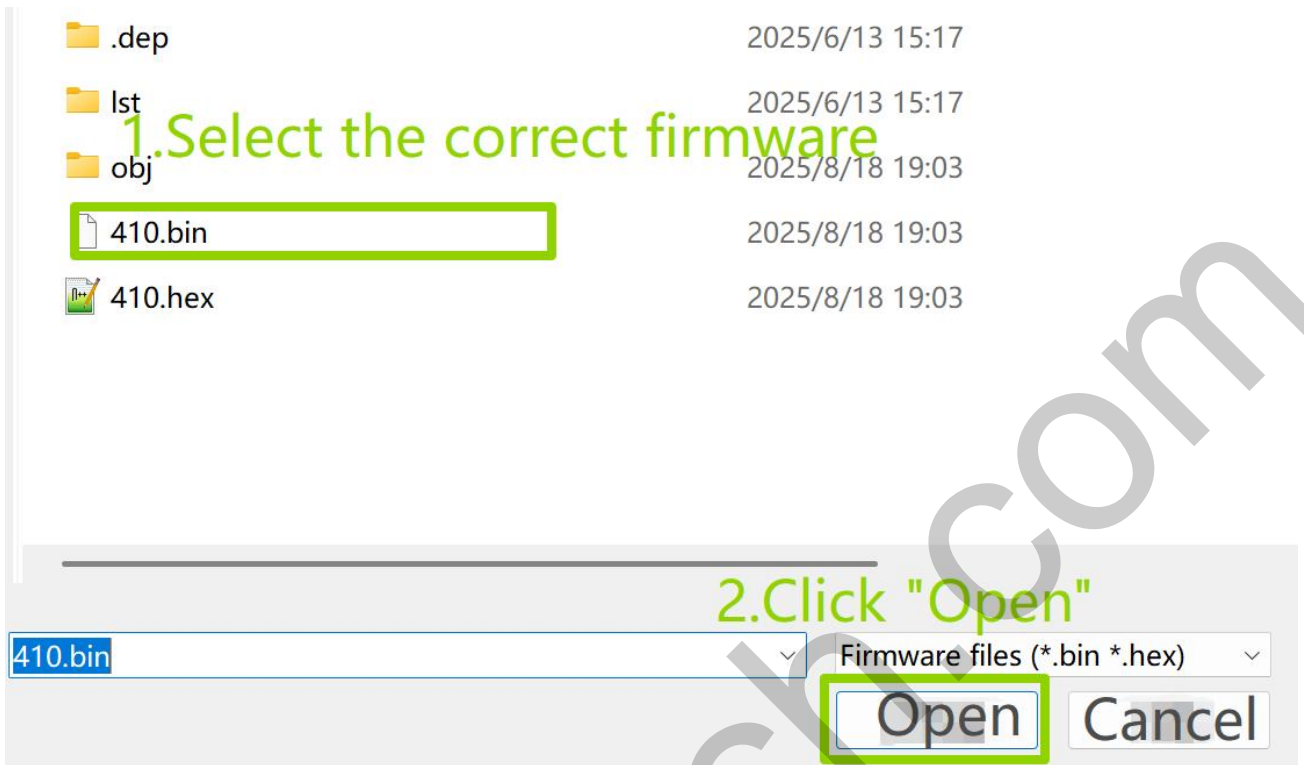 .dep 2025/6/13 15:17
lst 2025/6/13 15:17
1.Select the correct firmware
obj 2025/8/18 19:03
410.bin 2025/8/18 19:03
410.hex 2025/8/18 19:03
2.Click "Open"
410.bin Firmware files (*.bin *.hex)
Open Cancel
ch.com